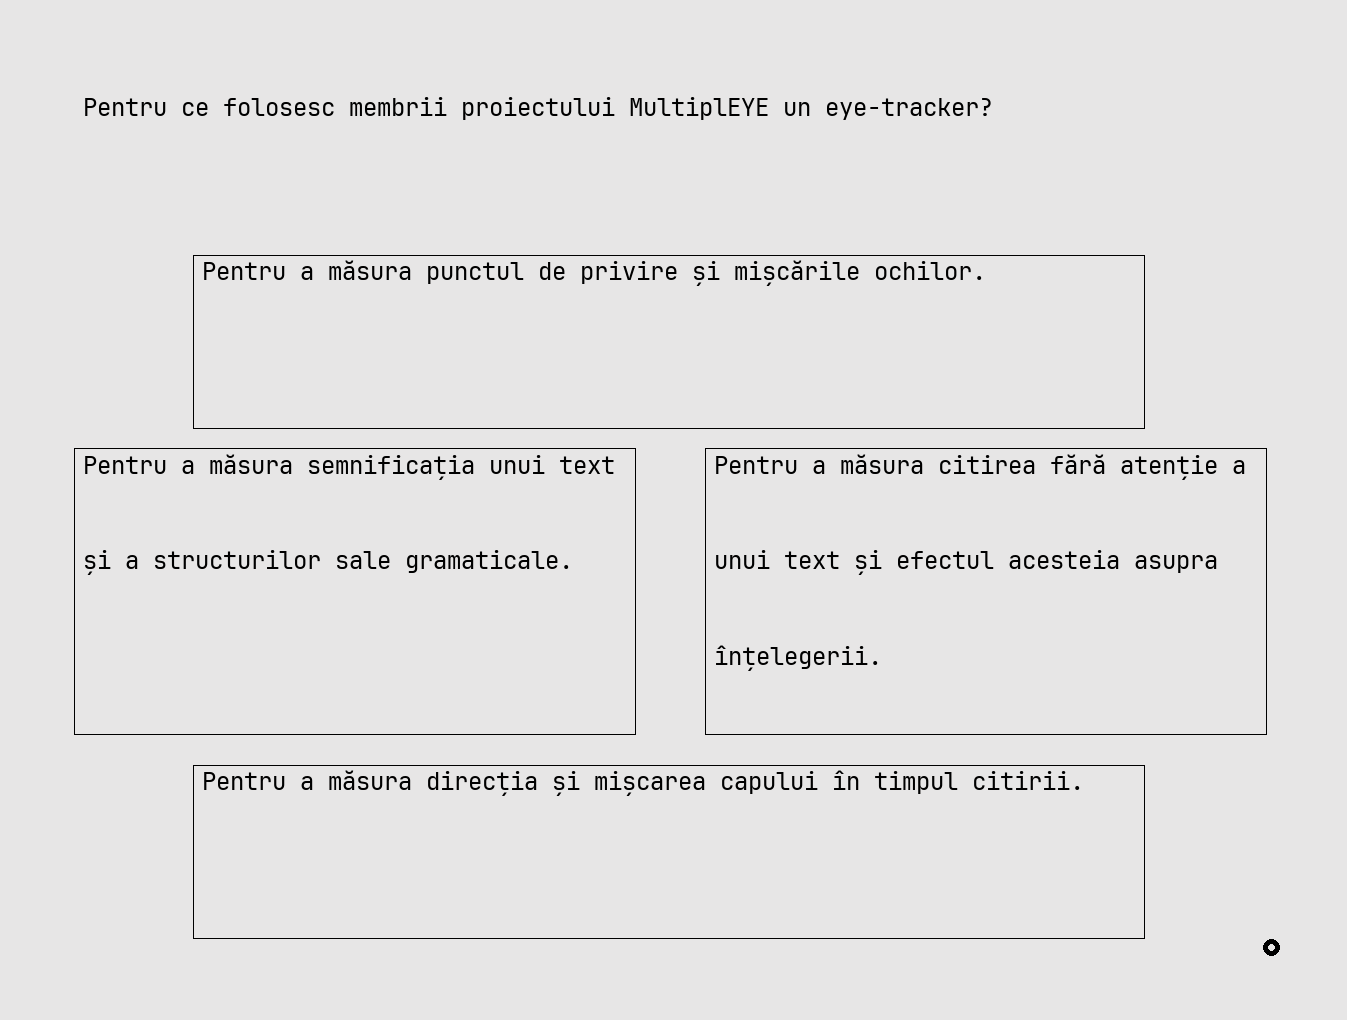 Pentru ce folosesc membrii proiectului MultiplEYE un eye-tracker?
Pentru a măsura punctul de privire și mișcările ochilor.
Pentru a măsura semnificația unui text
și a structurilor sale gramaticale.
Pentru a măsura citirea fără atenție a
unui text și efectul acesteia asupra
înțelegerii.
Pentru a măsura direcția și mișcarea capului în timpul citirii.